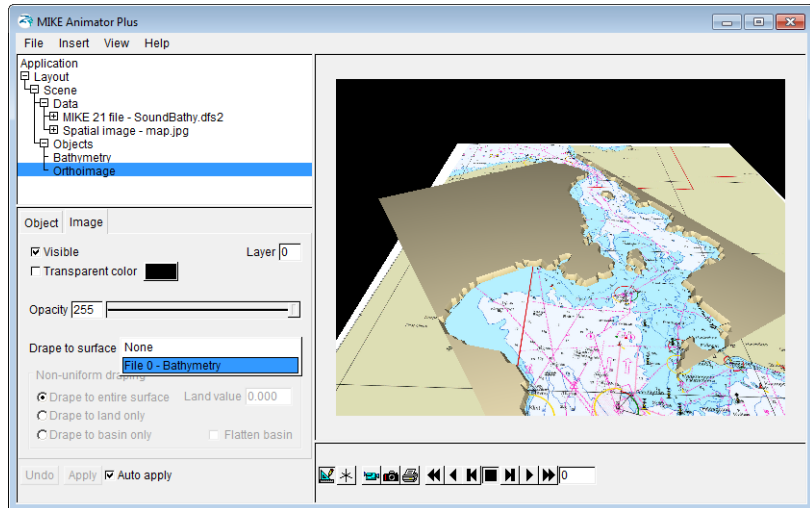 MIKE Animator Plus
File Insert View Help
Application
Layout
Scene
Data
MIKE 21 file - SoundBathy.dfs2
Spatial image - map.jpg
Objects
Bathymetry
Orthoimage
Object Image
Visible Layer 0
Transparent color
Opacity 255
Drape to surface None
File 0 - Bathymetry
Non-uniform draping
Drape to entire surface Land value 0.000
Drape to land only
Drape to basin only Flatten basin
Undo Apply Auto apply
0